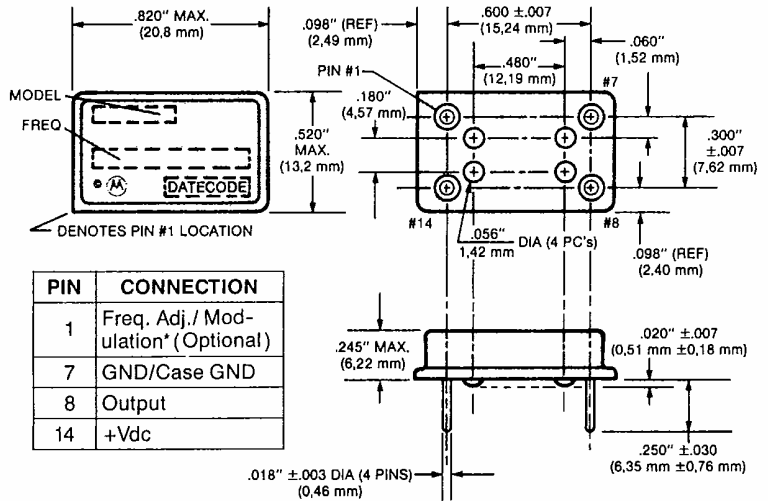 .820" MAX.
(20,8 mm)
MODEL
FREQ
DATECODE
.520"
MAX.
(13,2 mm)
DENOTES PIN #1 LOCATION
.098" (REF)
(2,49 mm)
.600 ±.007
(15,24 mm)
.060"
(1,52 mm)
.480"
(12,19 mm)
PIN #1
#7
.180"
(4,57 mm)
.300"
±.007
(7,62 mm)
#14
#8
.056"
1,42 mm
DIA (4 PC's)
.098" (REF)
(2,40 mm)
PIN CONNECTION
1 Freq. Adj./ Mod-
ulation* (Optional)
7 GND/Case GND
8 Output
14 +Vdc
.245" MAX.
(6,22 mm)
.020" ±.007
(0,51 mm ±0,18 mm)
.250" ±.030
(6,35 mm ±0,76 mm)
.018" ±.003 DIA (4 PINS)
(0,46 mm)